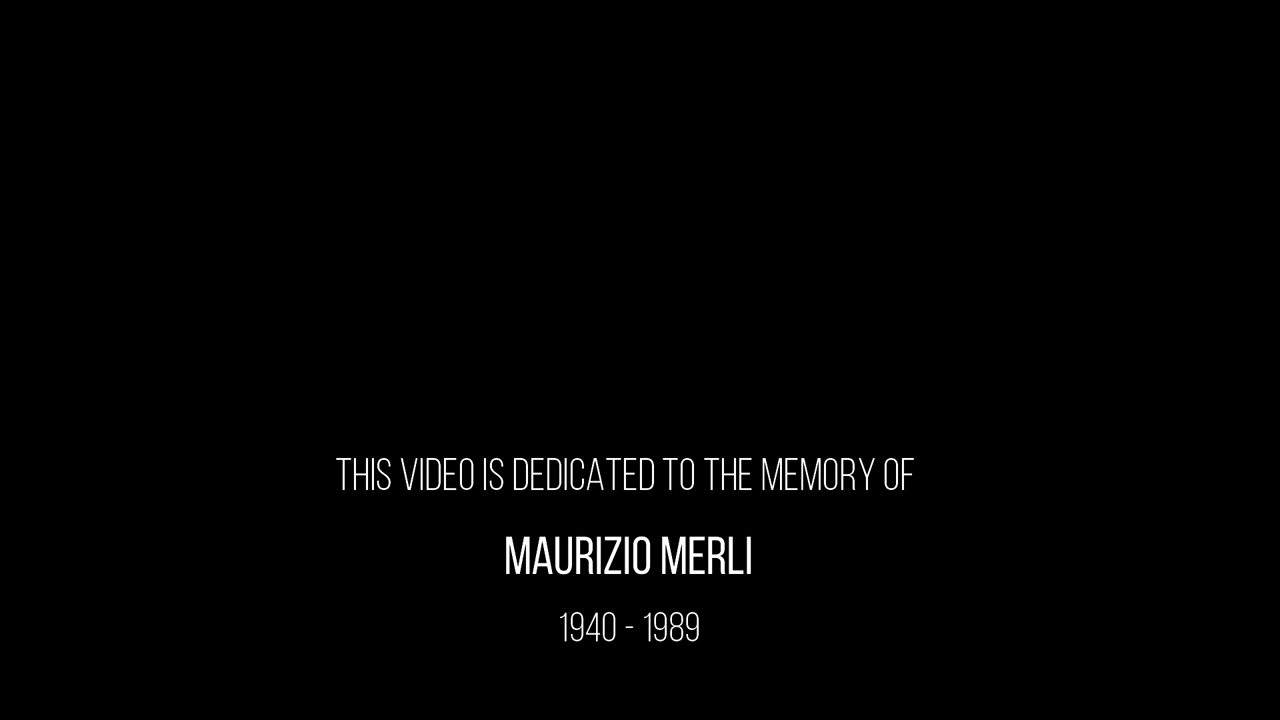 THIS VIDEO IS DEDICATED TO THE MEMORY OF
MAURIZIO MERLI
1940 - 1989